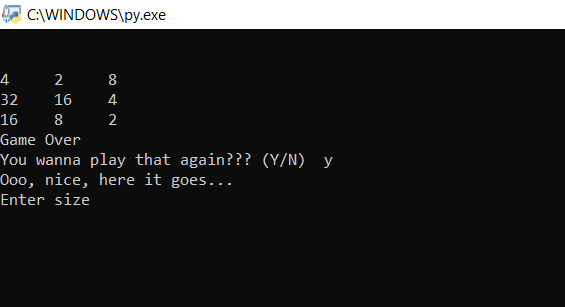 C:\WINDOWS\py.exe
4 2 8
32 16 4
16 8 2
Game Over
You wanna play that again??? (Y/N) y
Ooo, nice, here it goes...
Enter size